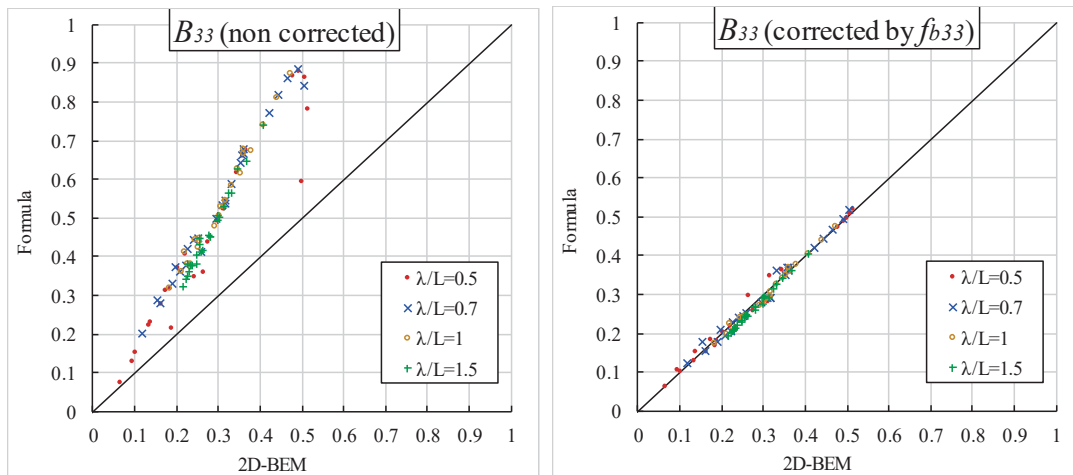 B33 (non corrected)
1
0.9
0.8
0.7
0.6
0.5
0.4
0.3
0.2
0.1
0
Formula
0 0.1 0.2 0.3 0.4 0.5 0.6 0.7 0.8 0.9 1
2D-BEM
λ/L=0.5
λ/L=0.7
λ/L=1
λ/L=1.5
B33 (corrected by fb33)
1
0.9
0.8
0.7
0.6
0.5
0.4
0.3
0.2
0.1
0
Formula
0 0.1 0.2 0.3 0.4 0.5 0.6 0.7 0.8 0.9 1
2D-BEM
λ/L=0.5
λ/L=0.7
λ/L=1
λ/L=1.5